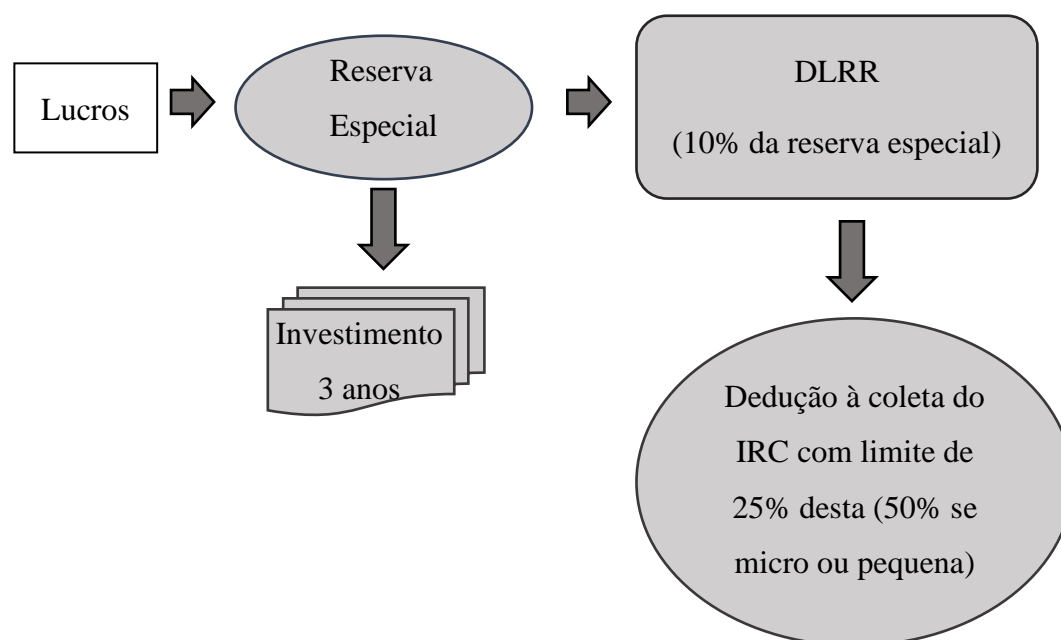 Lucros
Reserva
Especial
DLRR
(10% da reserva especial)
Investimento
3 anos
Dedução à coleta do
IRC com limite de
25% desta (50% se
micro ou pequena)